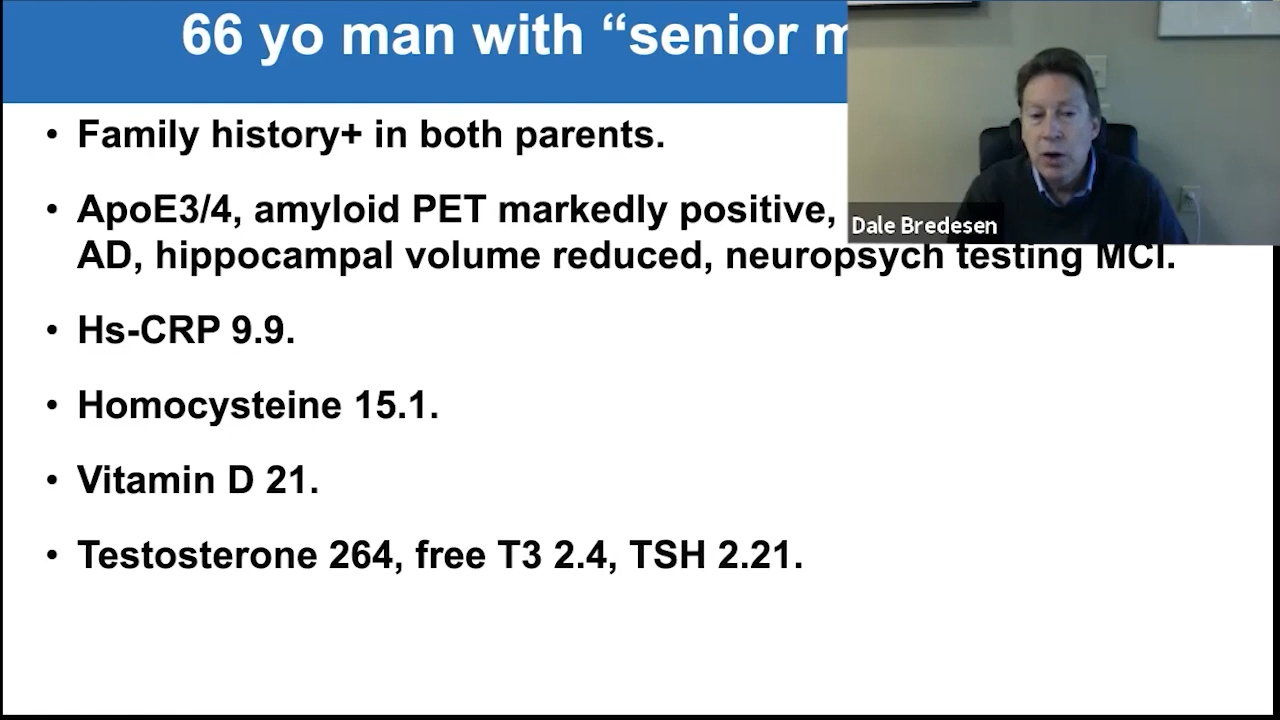 66 yo man with “senior m
• Family history+ in both parents.
• ApoE3/4, amyloid PET markedly positive,
AD, hippocampal volume reduced, neuropsych testing MCI.
• Hs-CRP 9.9.
• Homocysteine 15.1.
• Vitamin D 21.
• Testosterone 264, free T3 2.4, TSH 2.21.
Dale Bredesen